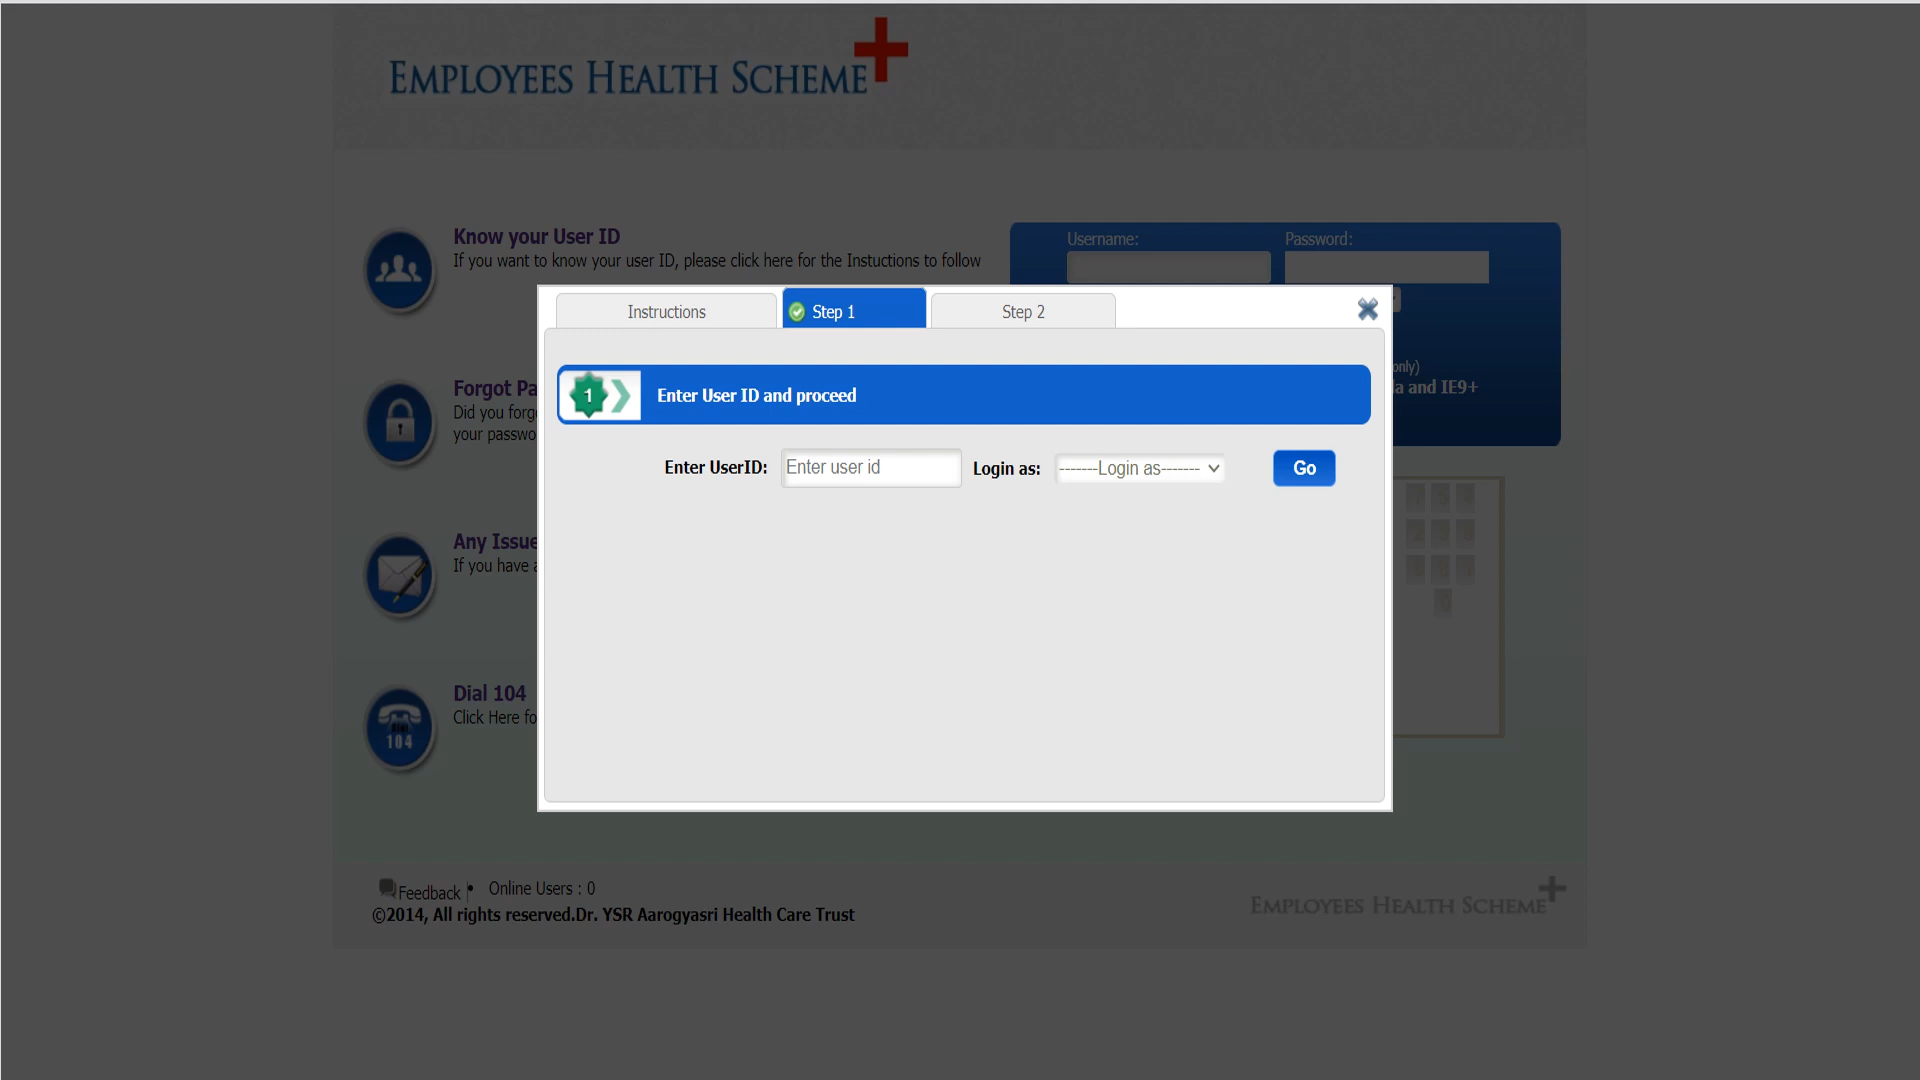 EMPLOYEES HEALTH SCHEME
Know your User ID
If you want to know your user ID, please click here for the Instuctions to follow
Username:
Password:
Instructions
Step 1
Step 2
only)
a and IE9+
Forgot Pa
Did you forg
your passwo
1
Enter User ID and proceed
Enter UserID:
Enter user id
Login as:
-------Login as-------
Go
Any Issue
If you have a
Dial 104
Click Here fo
104
Feedback | • Online Users : 0
©2014, All rights reserved.Dr. YSR Aarogyasri Health Care Trust
EMPLOYEES HEALTH SCHEME